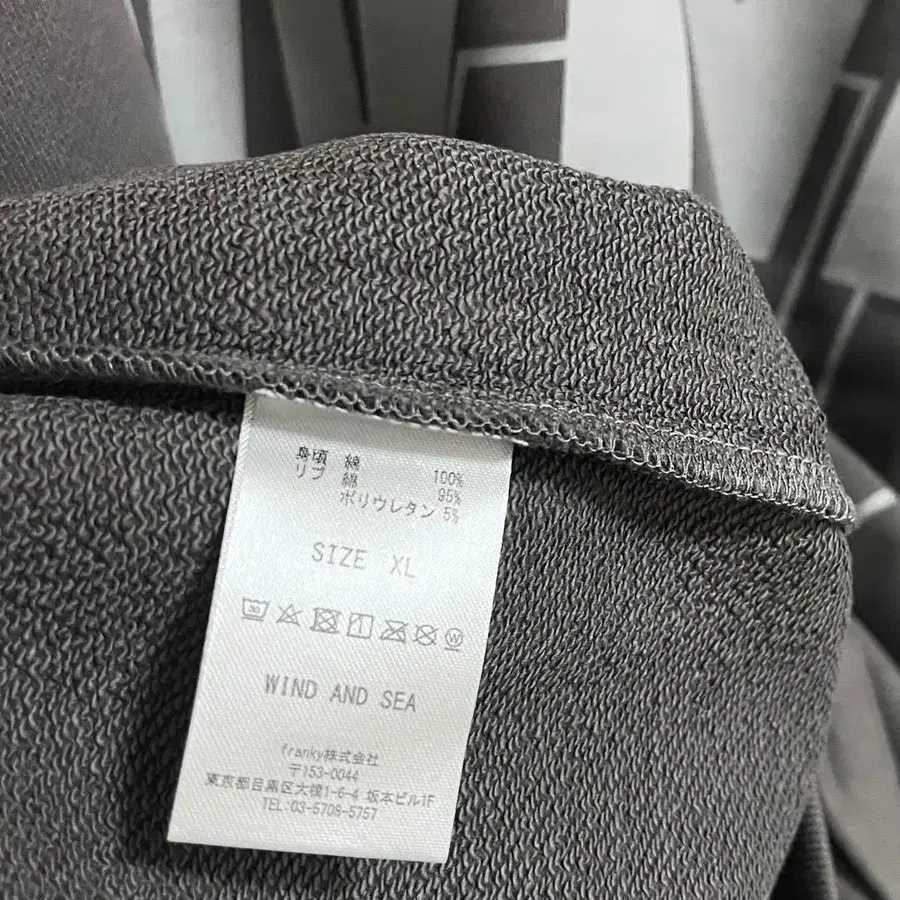 身頃 綿 100%
リブ 綿 95%
ポリウレタン 5%
SIZE XL
30
W
WIND AND SEA
franky株式会社
〒153-0044
東京都目黒区大橋1-6-4 坂本ビル1F
TEL:03-5708-5757